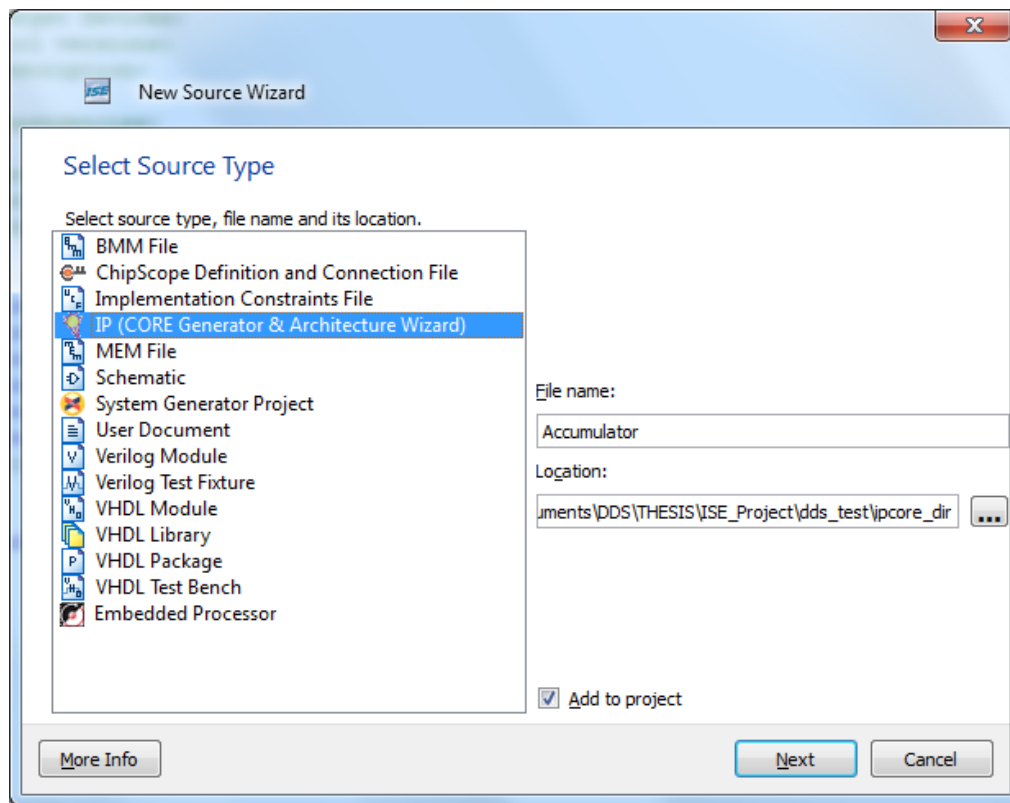 New Source Wizard
Select Source Type
Select source type, file name and its location.
BMM File
ChipScope Definition and Connection File
Implementation Constraints File
IP (CORE Generator & Architecture Wizard)
MEM File
Schematic
System Generator Project
User Document
Verilog Module
Verilog Test Fixture
VHDL Module
VHDL Library
VHDL Package
VHDL Test Bench
Embedded Processor
File name:
Accumulator
Location:
uments\DDS\THESIS\ISE_Project\dds_test\ipcore_dir
...
Add to project
More Info
Next
Cancel